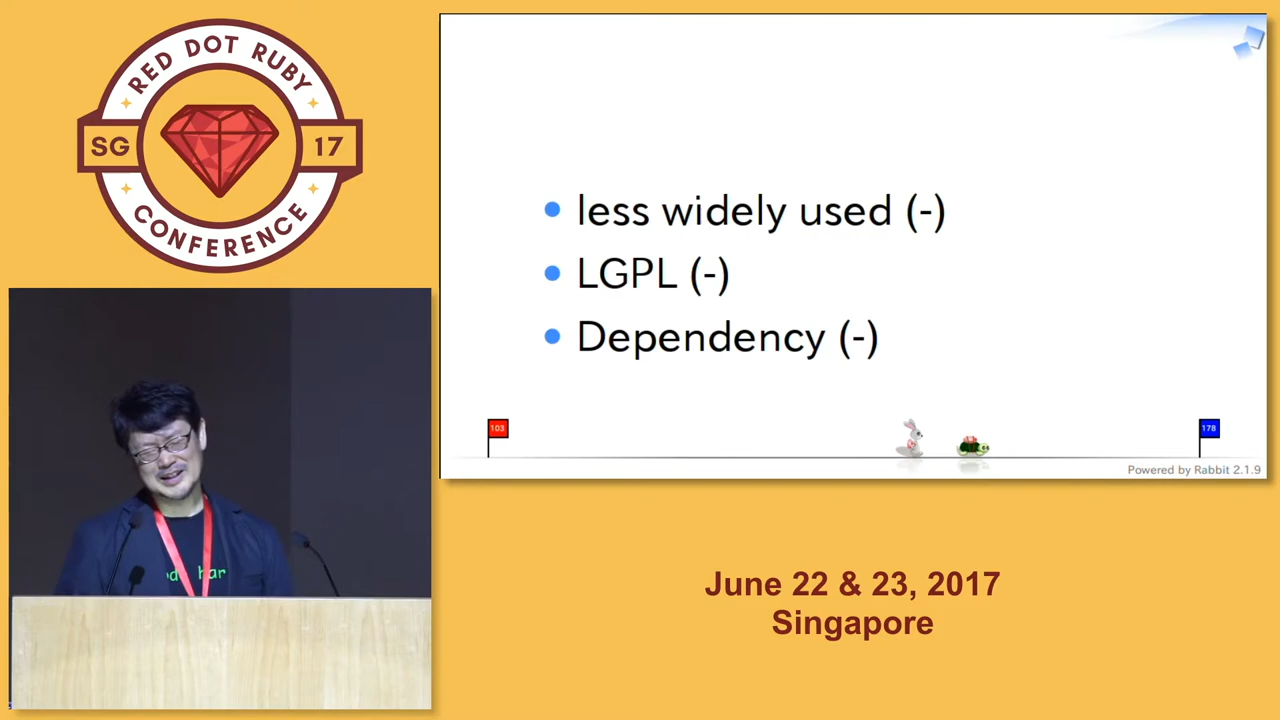 RED DOT RUBY
SG 17
CONFERENCE
less widely used (-)
LGPL (-)
Dependency (-)
103
178
Powered by Rabbit 2.1.9
June 22 & 23, 2017
Singapore